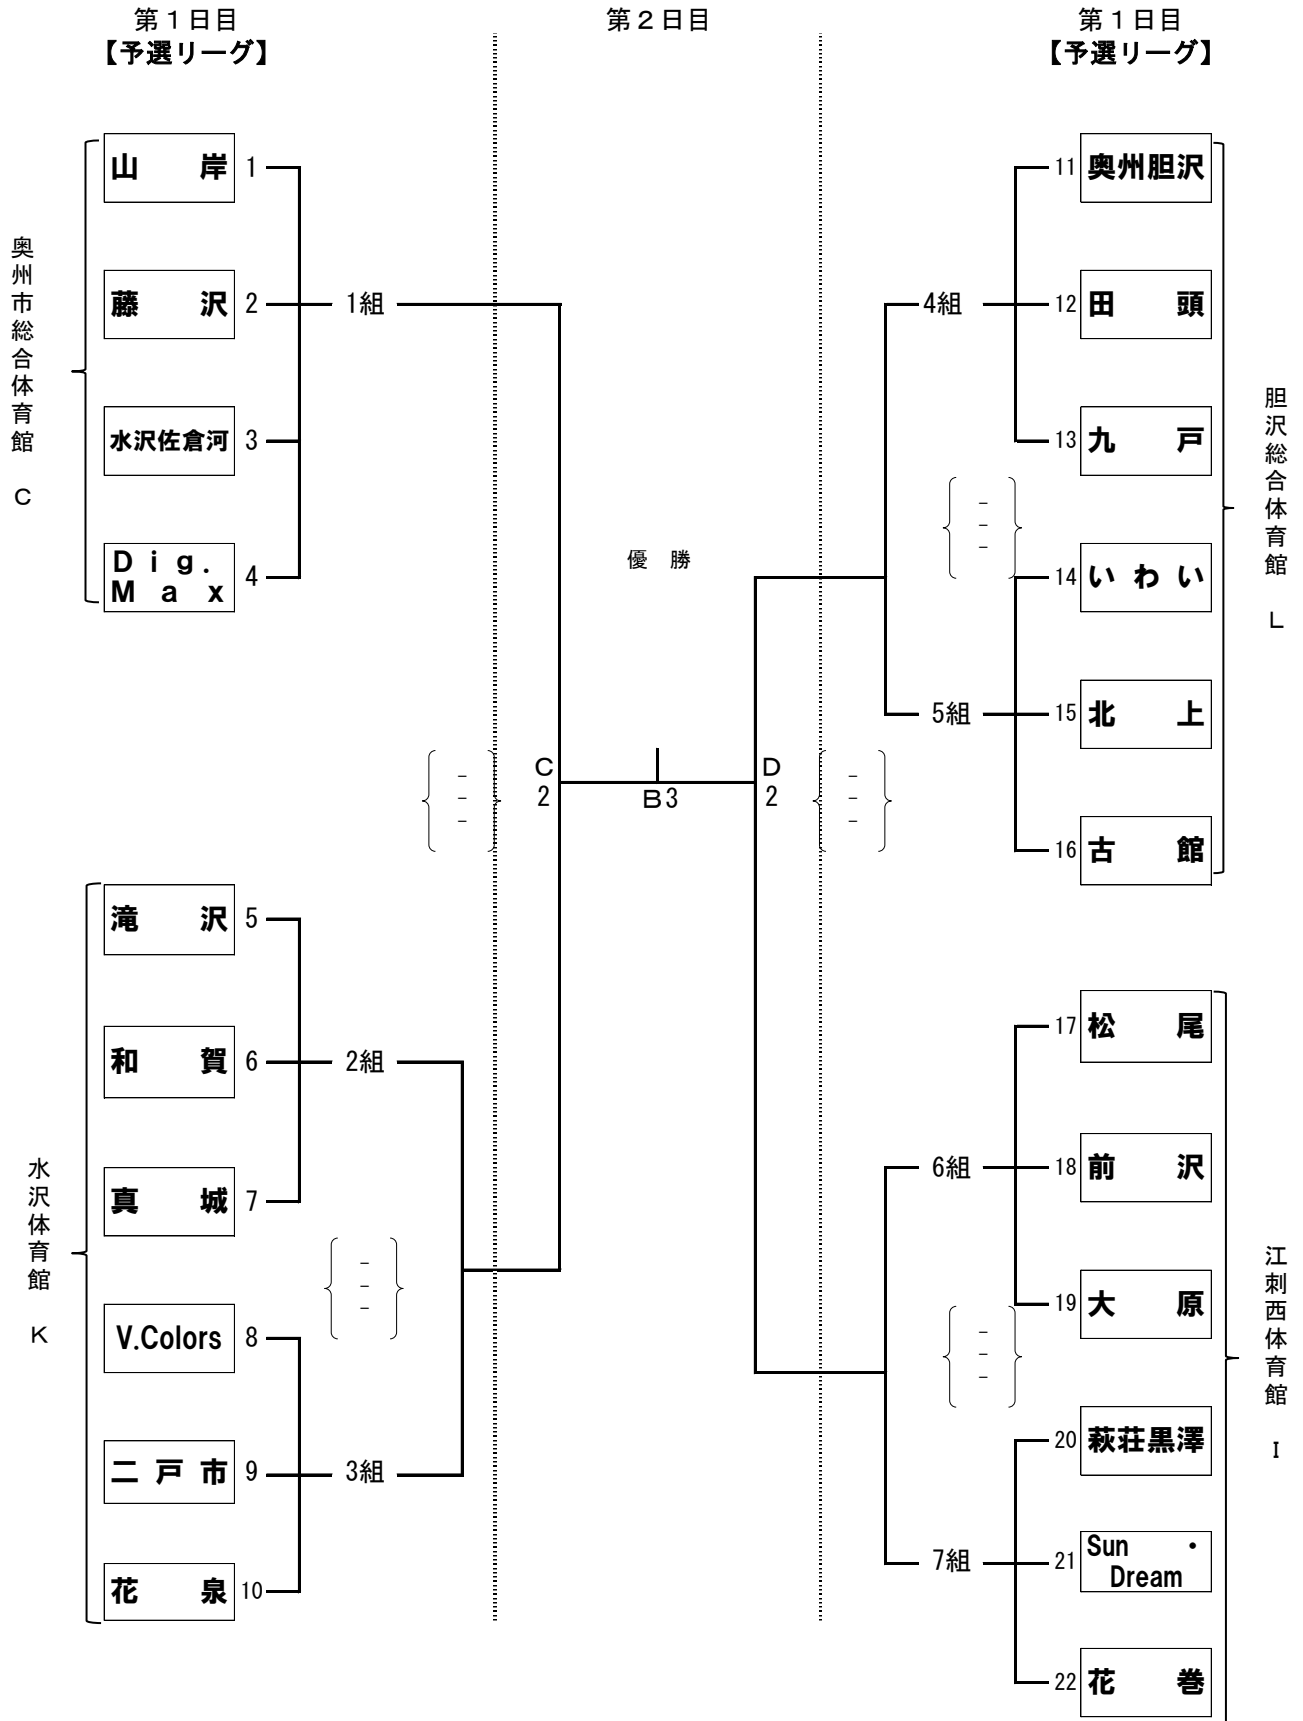 第１日目
【予選リーグ】
第２日目
第１日目
【予選リーグ】
奥州市総合体育館　Ｃ
山　岸 1
藤　沢 2
水沢佐倉河 3
Ｄｉｇ．
Ｍａｘ 4
1組
水沢体育館　Ｋ
滝　沢 5
和　賀 6
真　城 7
2組
V.Colors 8
二戸市 9
花　泉 10
3組
-
-
-
-
-
-
優　勝
Ｃ
2
Ｂ3
Ｄ
2
-
-
-
4組
11 奥州胆沢
12 田　頭
13 九　戸
-
-
-
5組
14 いわい
15 北　上
16 古　館
胆沢総合体育館　Ｌ
6組
17 松　尾
18 前　沢
19 大　原
-
-
-
7組
20 萩荘黒澤
21 Sun　・
Dream
22 花　巻
江刺西体育館　Ｉ